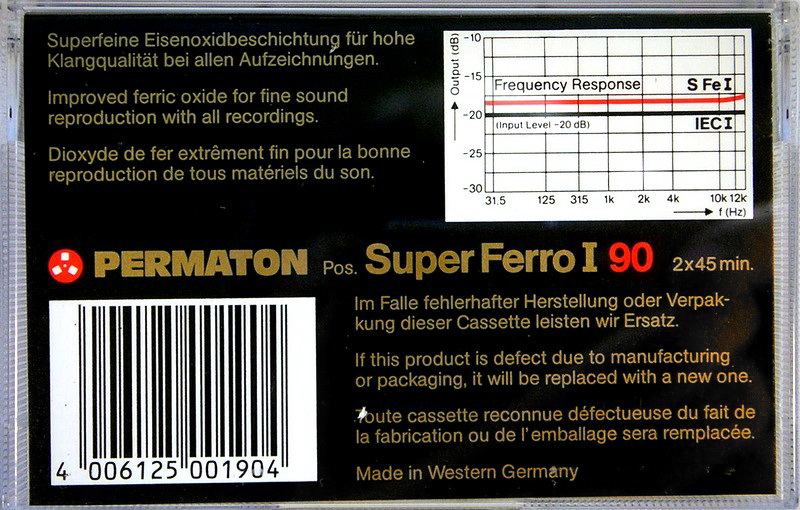 Superfeine Eisenoxidbeschichtung für hohe
Klangqualität bei allen Aufzeichnungen.
Improved ferric oxide for fine sound
reproduction with all recordings.
Dioxyde de fer extrêment fin pour la bonne
reproduction de tous matériels du son.
Output (dB)
-10
-15
-20
-25
-30
Frequency Response S Fe I
(Input Level -20 dB) IEC I
31.5 125 315 1k 2k 4k 10k 12k
f (Hz)
PERMATON Pos. Super Ferro I 90 2x45 min.
Im Falle fehlerhafter Herstellung oder Verpak-
kung dieser Cassette leisten wir Ersatz.
If this product is defect due to manufacturing
or packaging, it will be replaced with a new one.
Toute cassette reconnue défectueuse du fait de
la fabrication ou de l'emballage sera remplacée.
Made in Western Germany
4 006125 001904